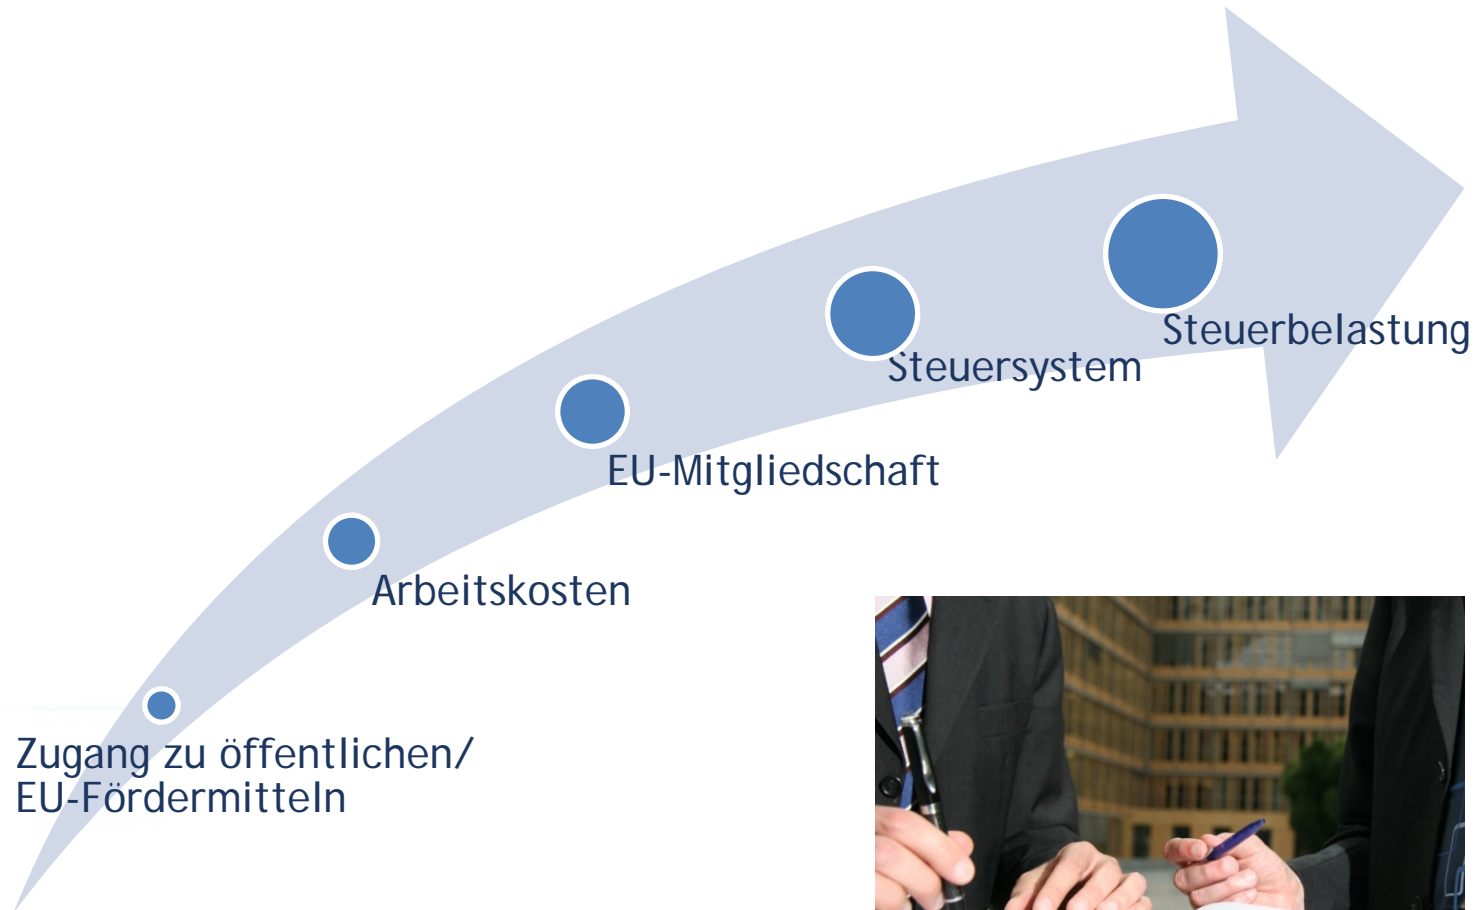 Steuerbelastung
Steuersystem
EU-Mitgliedschaft
Arbeitskosten
Zugang zu öffentlichen/
EU-Fördermitteln